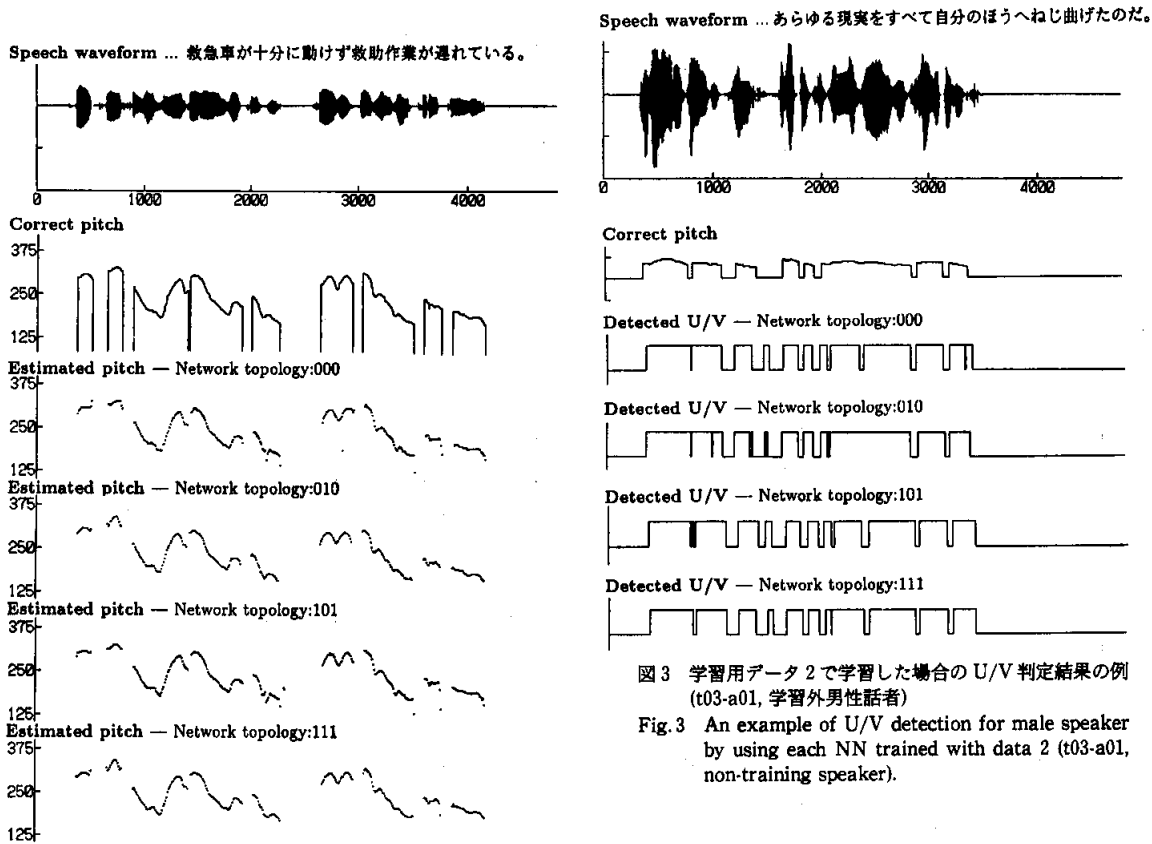 Speech waveform ... 救急車が十分に動けず救助作業が遅れている。
0 1000 2000 3000 4000
Correct pitch
375
250
125
Estimated pitch — Network topology:000
375
250
125
Estimated pitch — Network topology:010
375
250
125
Estimated pitch — Network topology:101
375
250
125
Estimated pitch — Network topology:111
375
250
125
Speech waveform ... あらゆる現実をすべて自分のほうへねじ曲げたのだ。
0 1000 2000 3000 4000
Correct pitch
Detected U/V — Network topology:000
Detected U/V — Network topology:010
Detected U/V — Network topology:101
Detected U/V — Network topology:111
図3 学習用データ2で学習した場合のU/V判定結果の例
(t03-a01, 学習外男性話者)
Fig.3 An example of U/V detection for male speaker
by using each NN trained with data 2 (t03-a01,
non-training speaker).